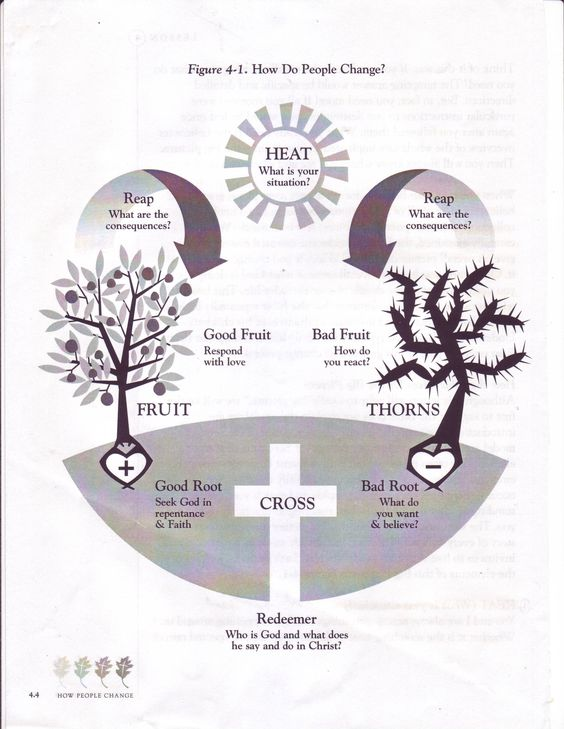 Figure 4-1. How Do People Change?
HEAT
What is your
situation?
Reap
What are the
consequences?
Reap
What are the
consequences?
Good Fruit
Respond
with love
Bad Fruit
How do
you react?
FRUIT
THORNS
+
−
Good Root
Seek God in
repentance
& Faith
CROSS
Bad Root
What do
you want
& believe?
Redeemer
Who is God and what does
he say and do in Christ?
4.4 HOW PEOPLE CHANGE